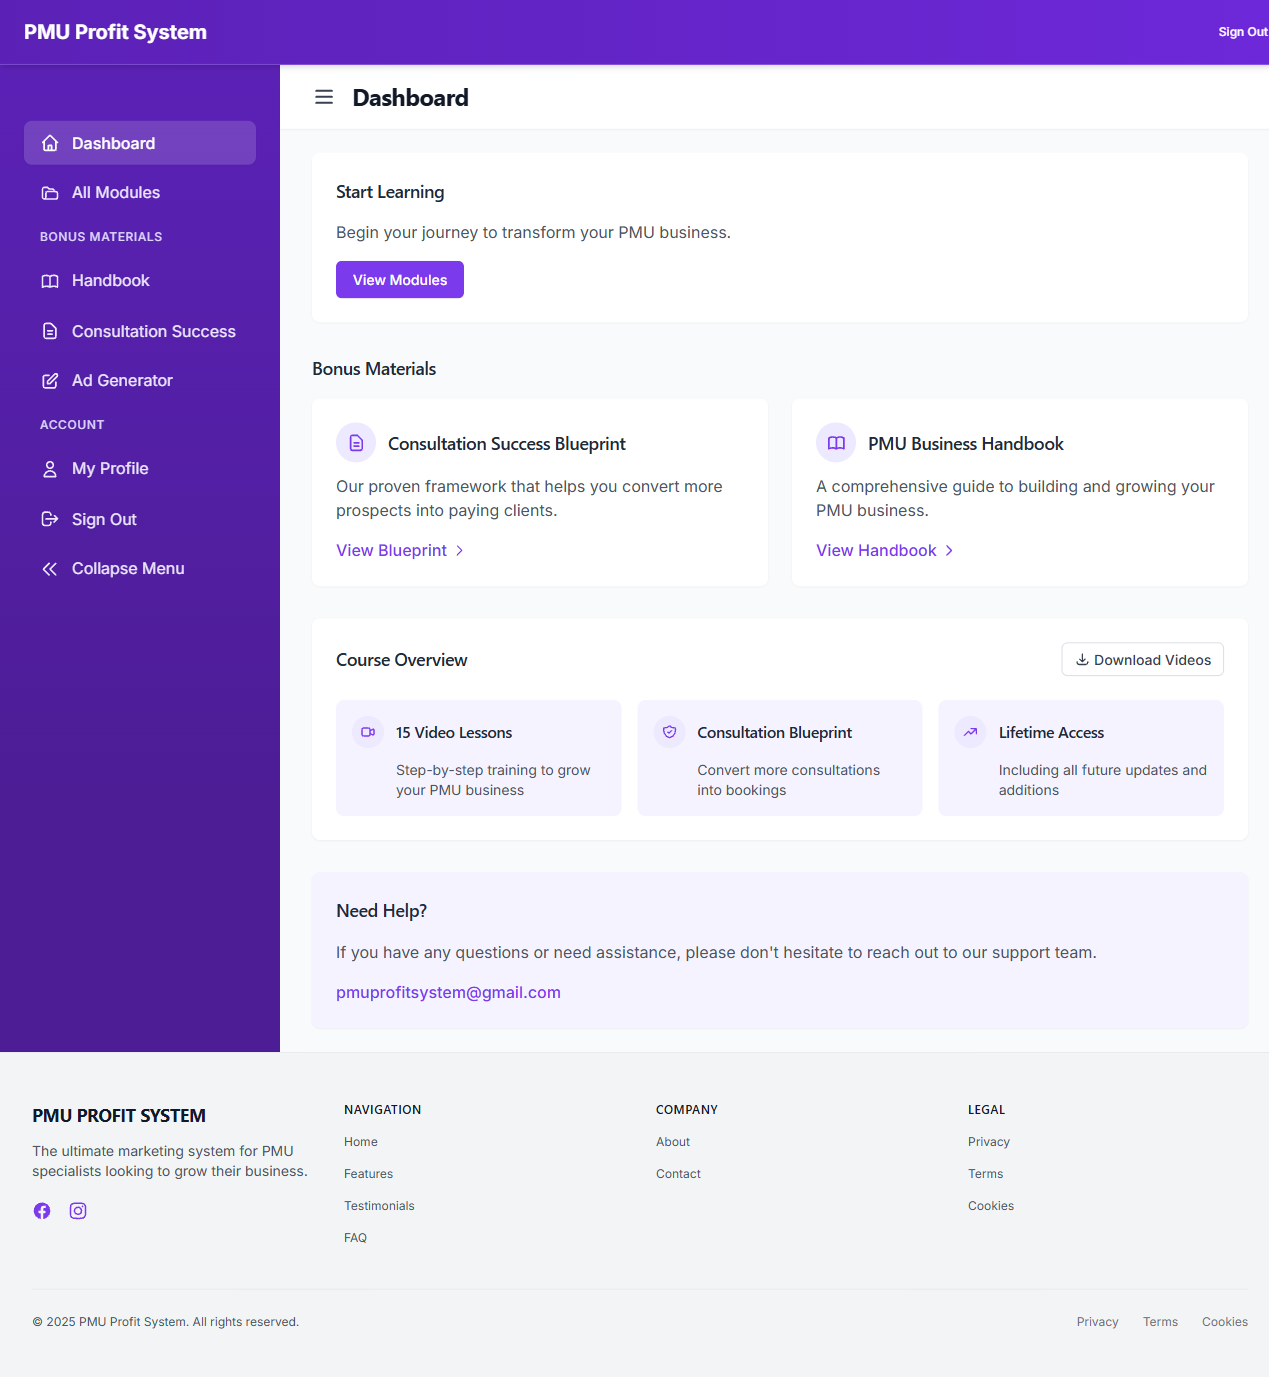 PMU Profit System
Sign Out
Dashboard
All Modules
BONUS MATERIALS
Handbook
Consultation Success
Ad Generator
ACCOUNT
My Profile
Sign Out
Collapse Menu
Dashboard
Start Learning
Begin your journey to transform your PMU business.
View Modules
Bonus Materials
Consultation Success Blueprint
Our proven framework that helps you convert more
prospects into paying clients.
View Blueprint
PMU Business Handbook
A comprehensive guide to building and growing your
PMU business.
View Handbook
Course Overview
Download Videos
15 Video Lessons
Step-by-step training to grow
your PMU business
Consultation Blueprint
Convert more consultations
into bookings
Lifetime Access
Including all future updates and
additions
Need Help?
If you have any questions or need assistance, please don't hesitate to reach out to our support team.
pmuprofitsystem@gmail.com
PMU PROFIT SYSTEM
The ultimate marketing system for PMU
specialists looking to grow their business.
NAVIGATION
Home
Features
Testimonials
FAQ
COMPANY
About
Contact
LEGAL
Privacy
Terms
Cookies
© 2025 PMU Profit System. All rights reserved.
Privacy Terms Cookies